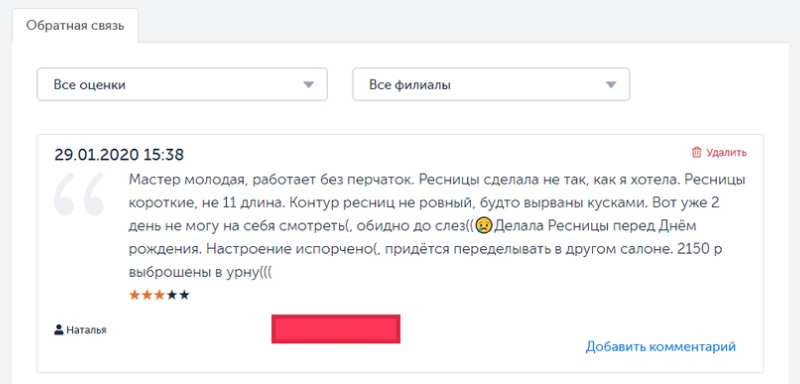 Обратная связь
Все оценки
Все филиалы
29.01.2020 15:38
Удалить
Мастер молодая, работает без перчаток. Ресницы сделала не так, как я хотела. Ресницы
короткие, не 11 длина. Контур ресниц не ровный, будто вырваны кусками. Вот уже 2
день не могу на себя смотреть(, обидно до слез((😢Делала Ресницы перед Днём
рождения. Настроение испорчено(, придётся переделывать в другом салоне. 2150 р
выброшены в урну(((
Наталья
Добавить комментарий